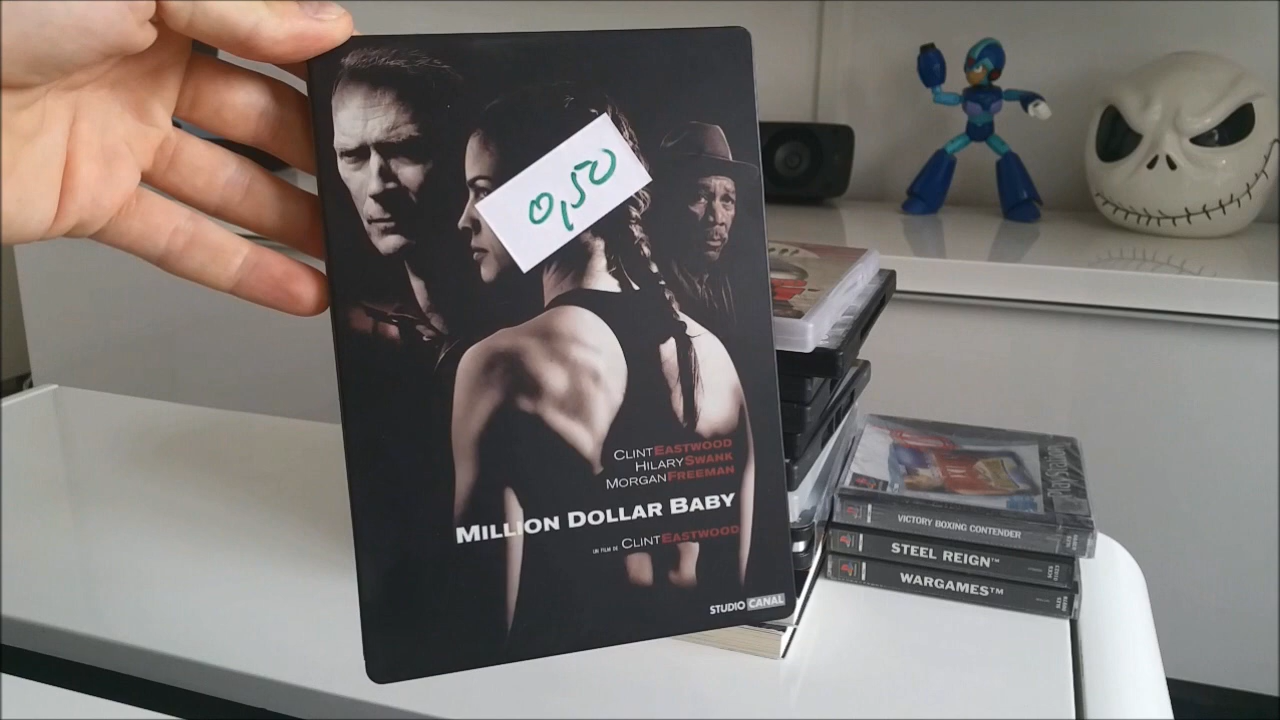 0,50
CLINT EASTWOOD
HILARY SWANK
MORGAN FREEMAN
MILLION DOLLAR BABY
UN FILM DE CLINT EASTWOOD
STUDIO CANAL
VICTORY BOXING CONTENDER
STEEL REIGN™
WARGAMES™